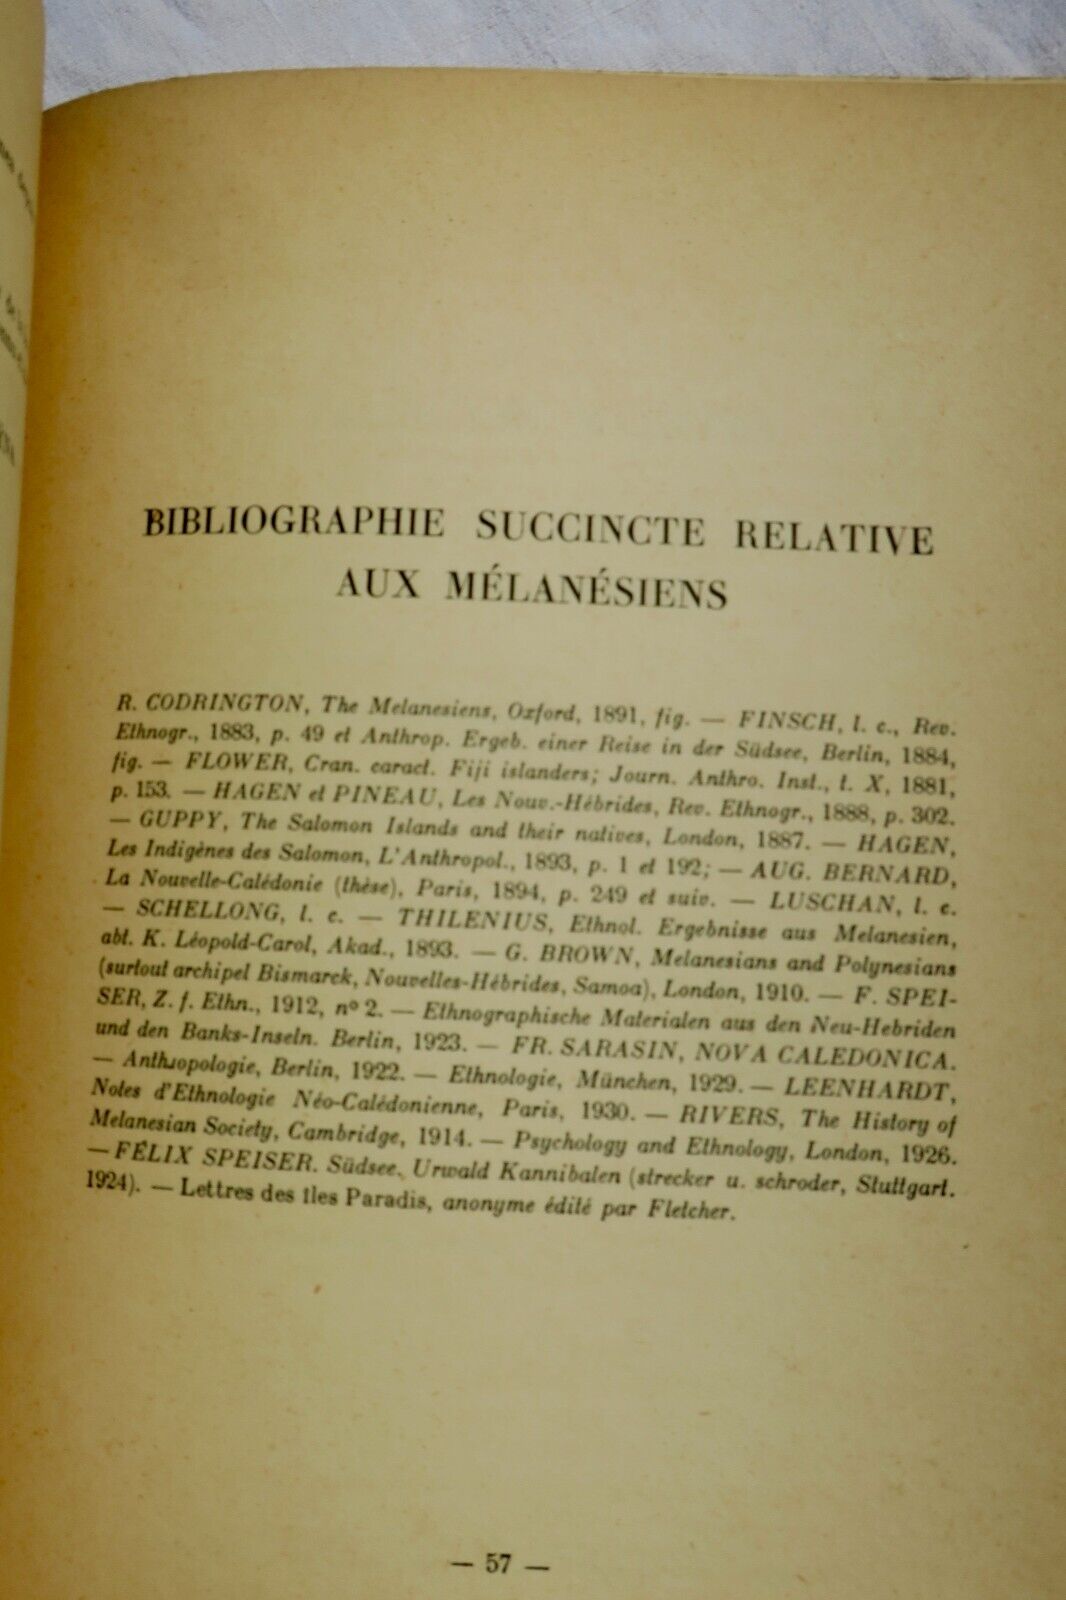 BIBLIOGRAPHIE SUCCINCTE RELATIVE
AUX MÉLANÉSIENS
R. CODRINGTON, The Melanesiens, Oxford, 1891, fig. — FINSCH, l. c., Rev.
Ethnogr., 1883, p. 49 et Anthrop. Ergeb. einer Reise in der Südsee, Berlin, 1884,
fig. — FLOWER, Cran. caract. Fiji islanders; Journ. Anthro. Inst., t. X, 1881,
p. 153. — HAGEN et PINEAU, Les Nouv.-Hébrides, Rev. Ethnogr., 1888, p. 302.
— GUPPY, The Salomon Islands and their natives, London, 1887. — HAGEN,
Les Indigènes des Salomon, L'Anthropol., 1893, p. 1 et 192; — AUG. BERNARD,
La Nouvelle-Calédonie (thèse), Paris, 1894, p. 249 et suiv. — LUSCHAN, l. c.
— SCHELLONG, l. c. — THILENIUS, Ethnol. Ergebnisse aus Melanesien,
abt. K. Léopold-Carol, Akad., 1893. — G. BROWN, Melanesians and Polynesians
(surtout archipel Bismarck, Nouvelles-Hébrides, Samoa), London, 1910. — F. SPEI-
SER, Z. f. Ethn., 1912, nº 2. — Ethnographische Materialen aus den Neu-Hebriden
und den Banks-Inseln. Berlin, 1923. — FR. SARASIN, NOVA CALEDONICA.
— Anthropologie, Berlin, 1922. — Ethnologie, München, 1929. — LEENHARDT,
Notes d'Ethnologie Néo-Calédonienne, Paris, 1930. — RIVERS, The History of
Melanesian Society, Cambridge, 1914. — Psychology and Ethnology, London, 1926.
— FÉLIX SPEISER. Südsee, Urwald Kannibalen (strecker u. schroder, Stuttgart.
1924). — Lettres des Iles Paradis, anonyme édité par Fletcher.
— 57 —